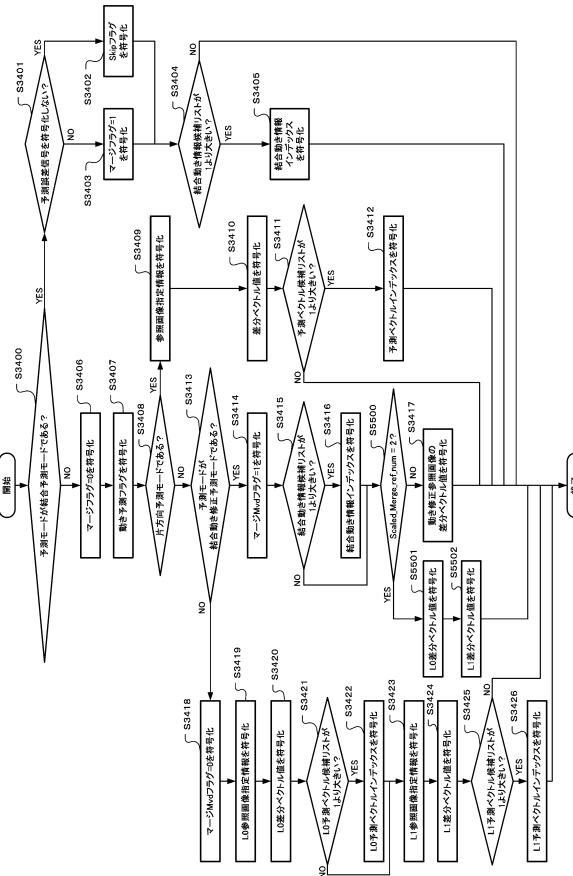 開始
S3400
予測モードが結合予測モードである?
YES
NO
S3401
予測誤差信号を符号化しない?
YES
NO
S3402
Skipフラグ
を符号化
S3403
マージフラグ=1
を符号化
S3404
結合動き情報候補リストが
1より大きい?
NO
YES
S3405
結合動き情報
インデックス
を符号化
S3406
マージフラグ=0を符号化
S3407
動き予測フラグを符号化
S3408
片方向予測モードである?
YES
NO
S3409
参照画像指定情報を符号化
S3410
差分ベクトル値を符号化
S3411
予測ベクトル候補リストが
1より大きい?
NO
YES
S3412
予測ベクトルインデックスを符号化
S3413
予測モードが
結合動き修正予測モードである?
YES
NO
S3414
マージMvdフラグ=1を符号化
S3415
結合動き情報候補リストが
1より大きい?
YES
NO
S3416
結合動き情報インデックスを符号化
S5500
Scaled_Merge_ref_num = 2 ?
YES
NO
S3417
動き修正参照画像の
差分ベクトル値を符号化
S5501
L0差分ベクトル値を符号化
S5502
L1差分ベクトル値を符号化
S3418
マージMvdフラグ=0を符号化
S3419
L0参照画像指定情報を符号化
S3420
L0差分ベクトル値を符号化
S3421
L0予測ベクトル候補リストが
1より大きい?
YES
NO
S3422
L0予測ベクトルインデックスを符号化
S3423
L1参照画像指定情報を符号化
S3424
L1差分ベクトル値を符号化
S3425
L1予測ベクトル候補リストが
1より大きい?
NO
YES
S3426
L1予測ベクトルインデックスを符号化